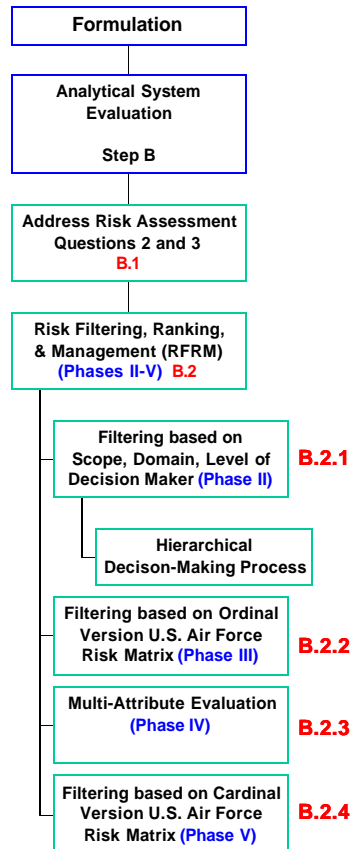 Formulation
Analytical System
Evaluation
Step B
Address Risk Assessment
Questions 2 and 3
B.1
Risk Filtering, Ranking,
& Management (RFRM)
(Phases II-V) B.2
Filtering based on
Scope, Domain, Level of
Decision Maker (Phase II)
B.2.1
Hierarchical
Decison-Making Process
Filtering based on Ordinal
Version U.S. Air Force
Risk Matrix (Phase III)
B.2.2
Multi-Attribute Evaluation
(Phase IV)
B.2.3
Filtering based on Cardinal
Version U.S. Air Force
Risk Matrix (Phase V)
B.2.4